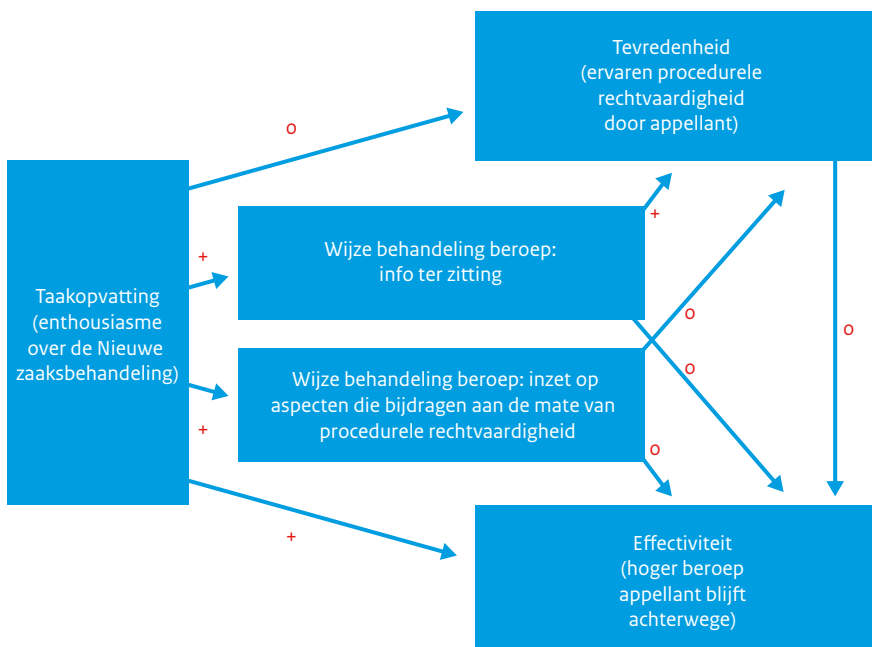 Tevredenheid
(ervaren procedurele
rechtvaardigheid
door appellant)
o
+
Wijze behandeling beroep:
info ter zitting
+
Taakopvatting
(enthousiasme
over de Nieuwe
zaaksbehandeling)
o
o
o
Wijze behandeling beroep: inzet op
aspecten die bijdragen aan de mate van
procedurele rechtvaardigheid
+
o
+
Effectiviteit
(hoger beroep
appellant blijft
achterwege)